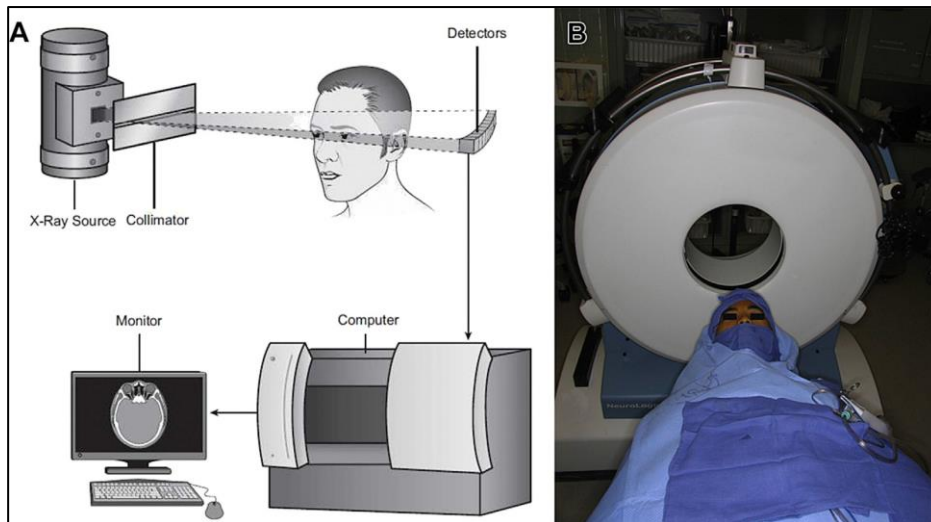 A
Detectors
X-Ray Source
Collimator
Monitor
Computer
B